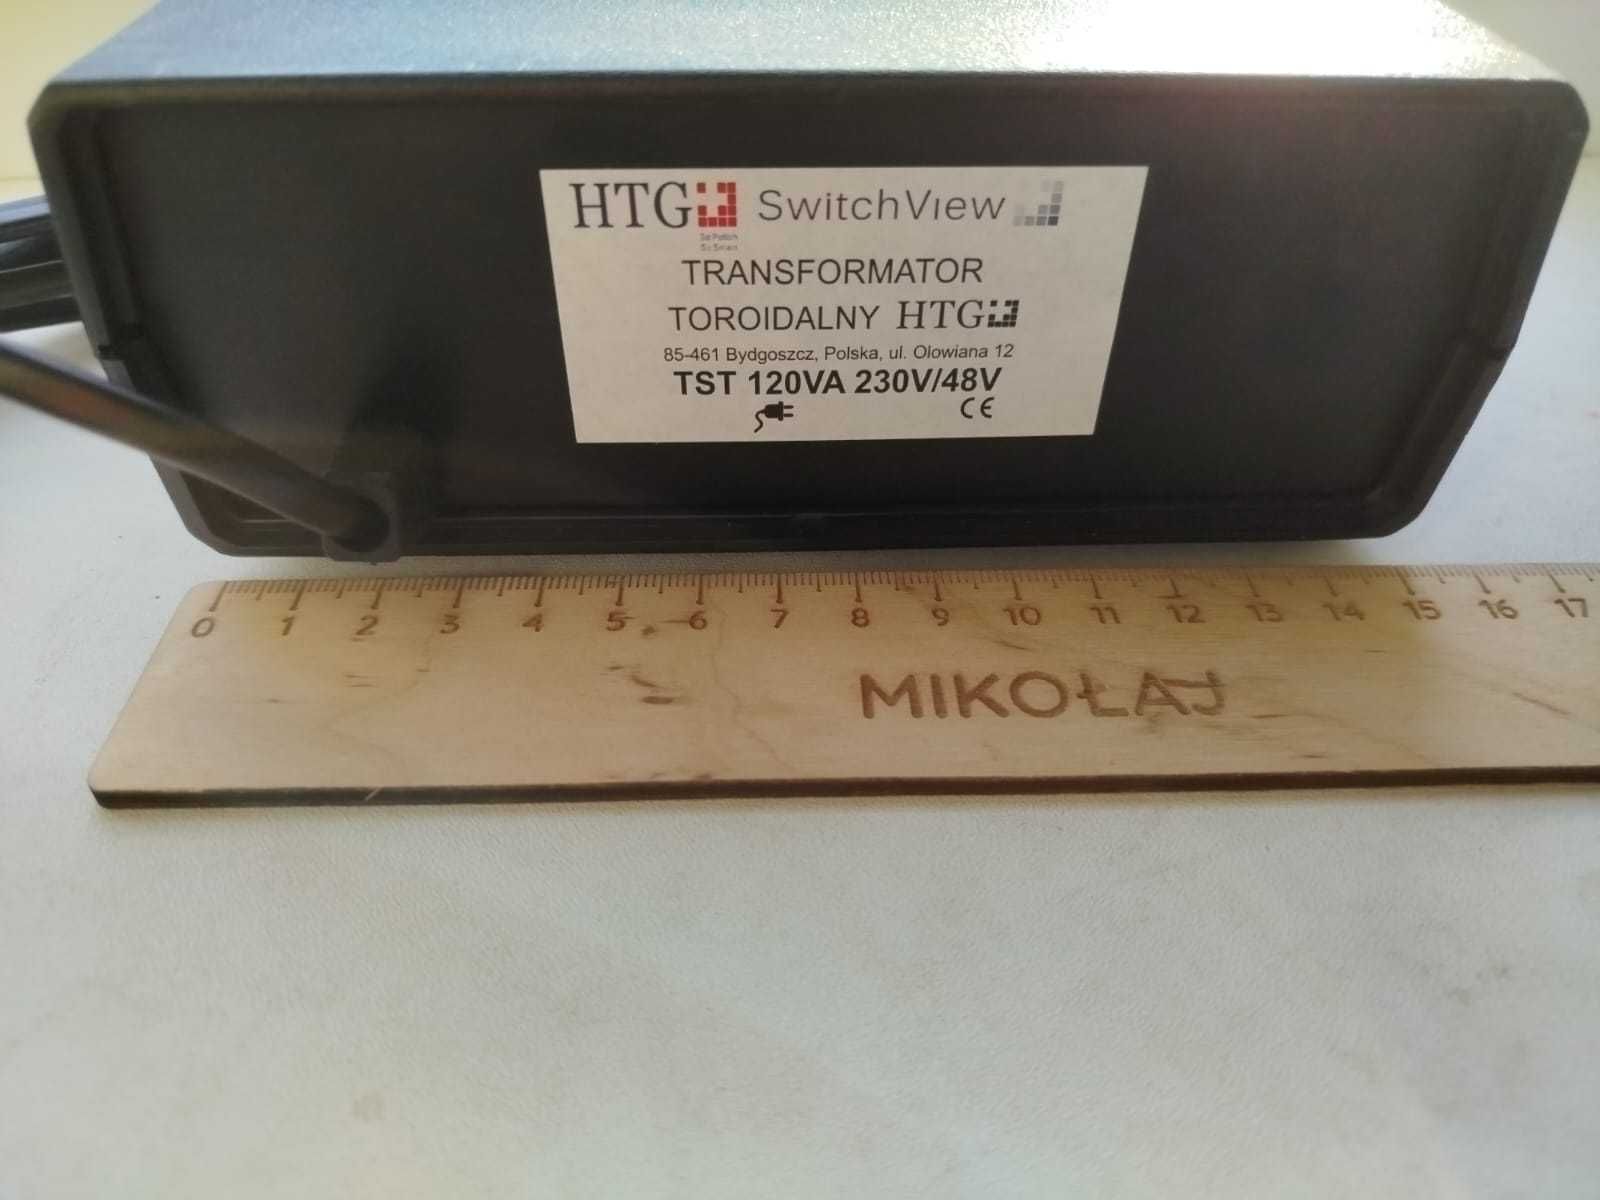 HTG SwitchView
TRANSFORMATOR
TOROIDALNY HTG
85-461 Bydgoszcz, Polska, ul. Olowiana 12
TST 120VA 230V/48V
CE
0 1 2 3 4 5 6 7 8 9 10 11 12 13 14 15 16 17
MIKOŁAJ